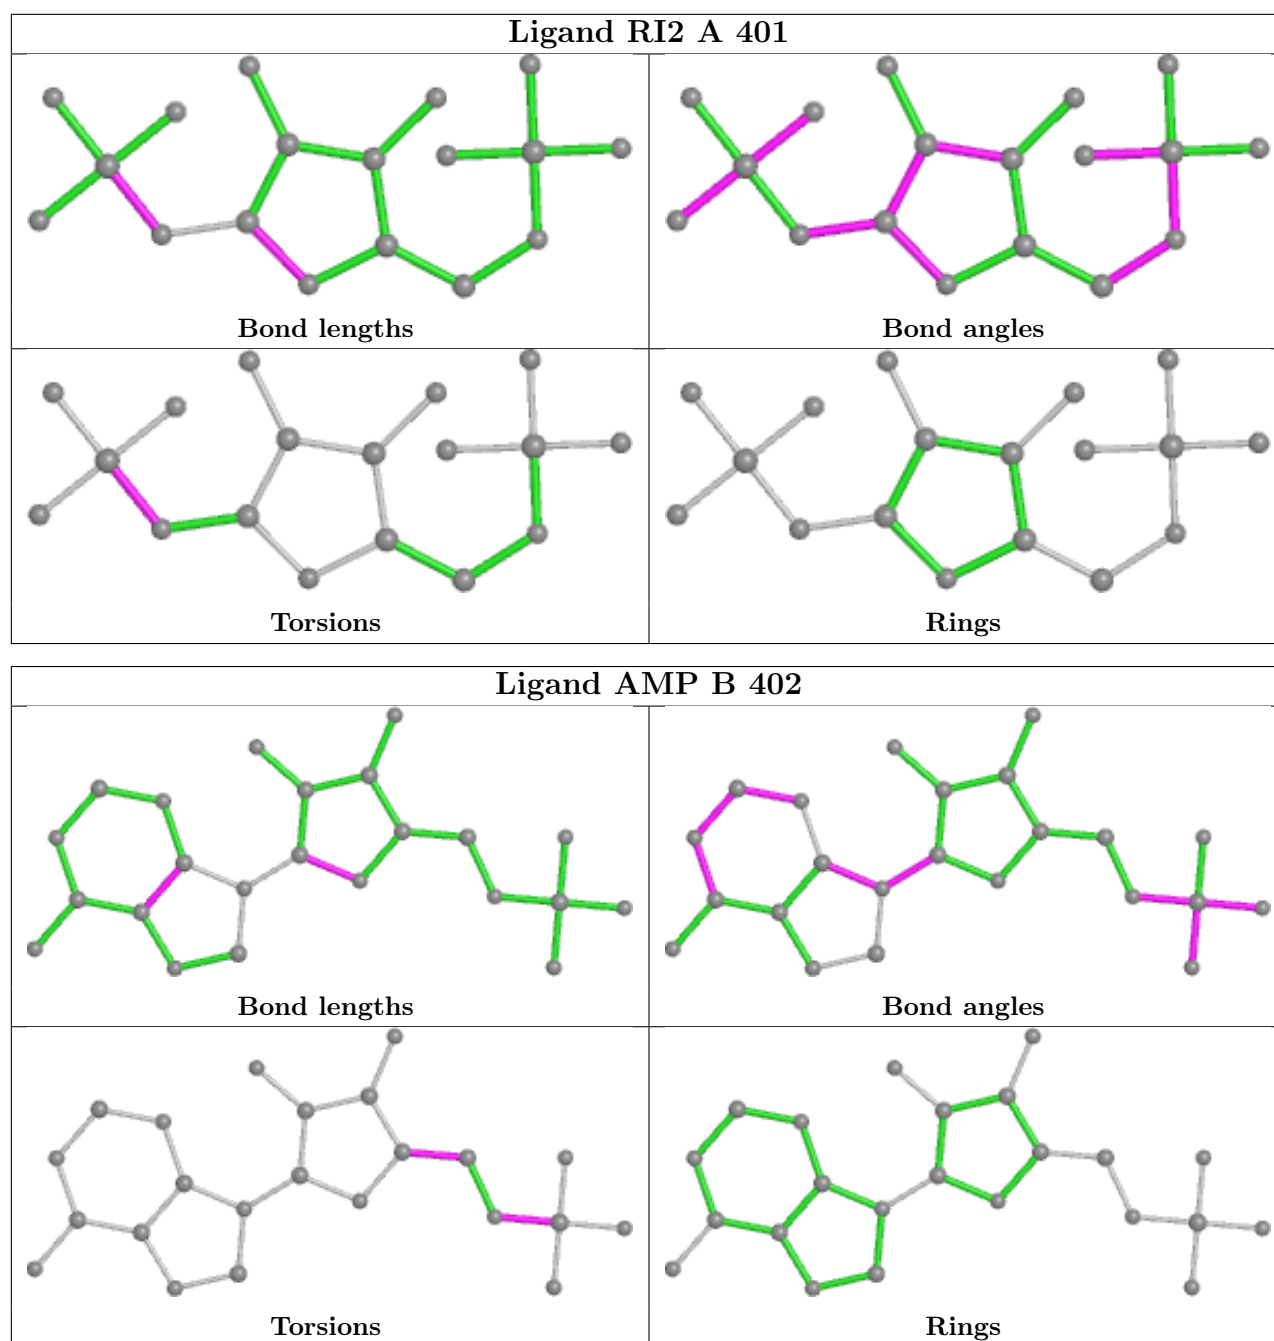 Ligand RI2 A 401
Bond lengths
Bond angles
Torsions
Rings
Ligand AMP B 402
Bond lengths
Bond angles
Torsions
Rings